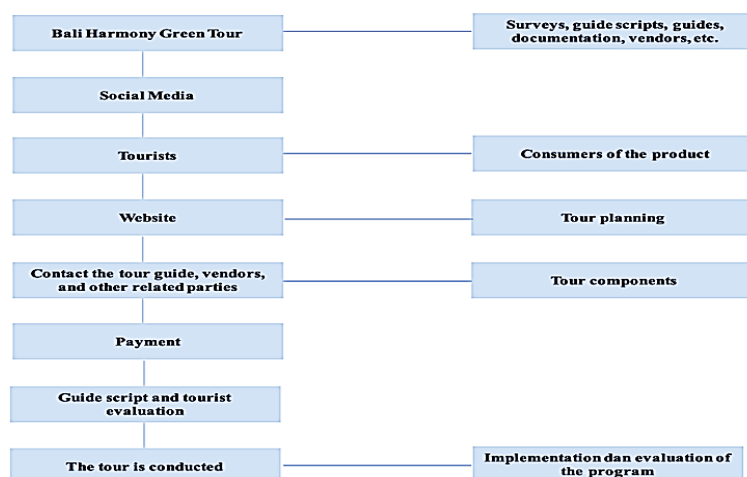 Bali Harmony Green Tour
Surveys, guide scripts, guides,
documentation, vendors, etc.
Social Media
Tourists
Consumers of the product
Website
Tour planning
Contact the tour guide, vendors,
and other related parties
Tour components
Payment
Guide script and tourist
evaluation
The tour is conducted
Implementation dan evaluation of
the program